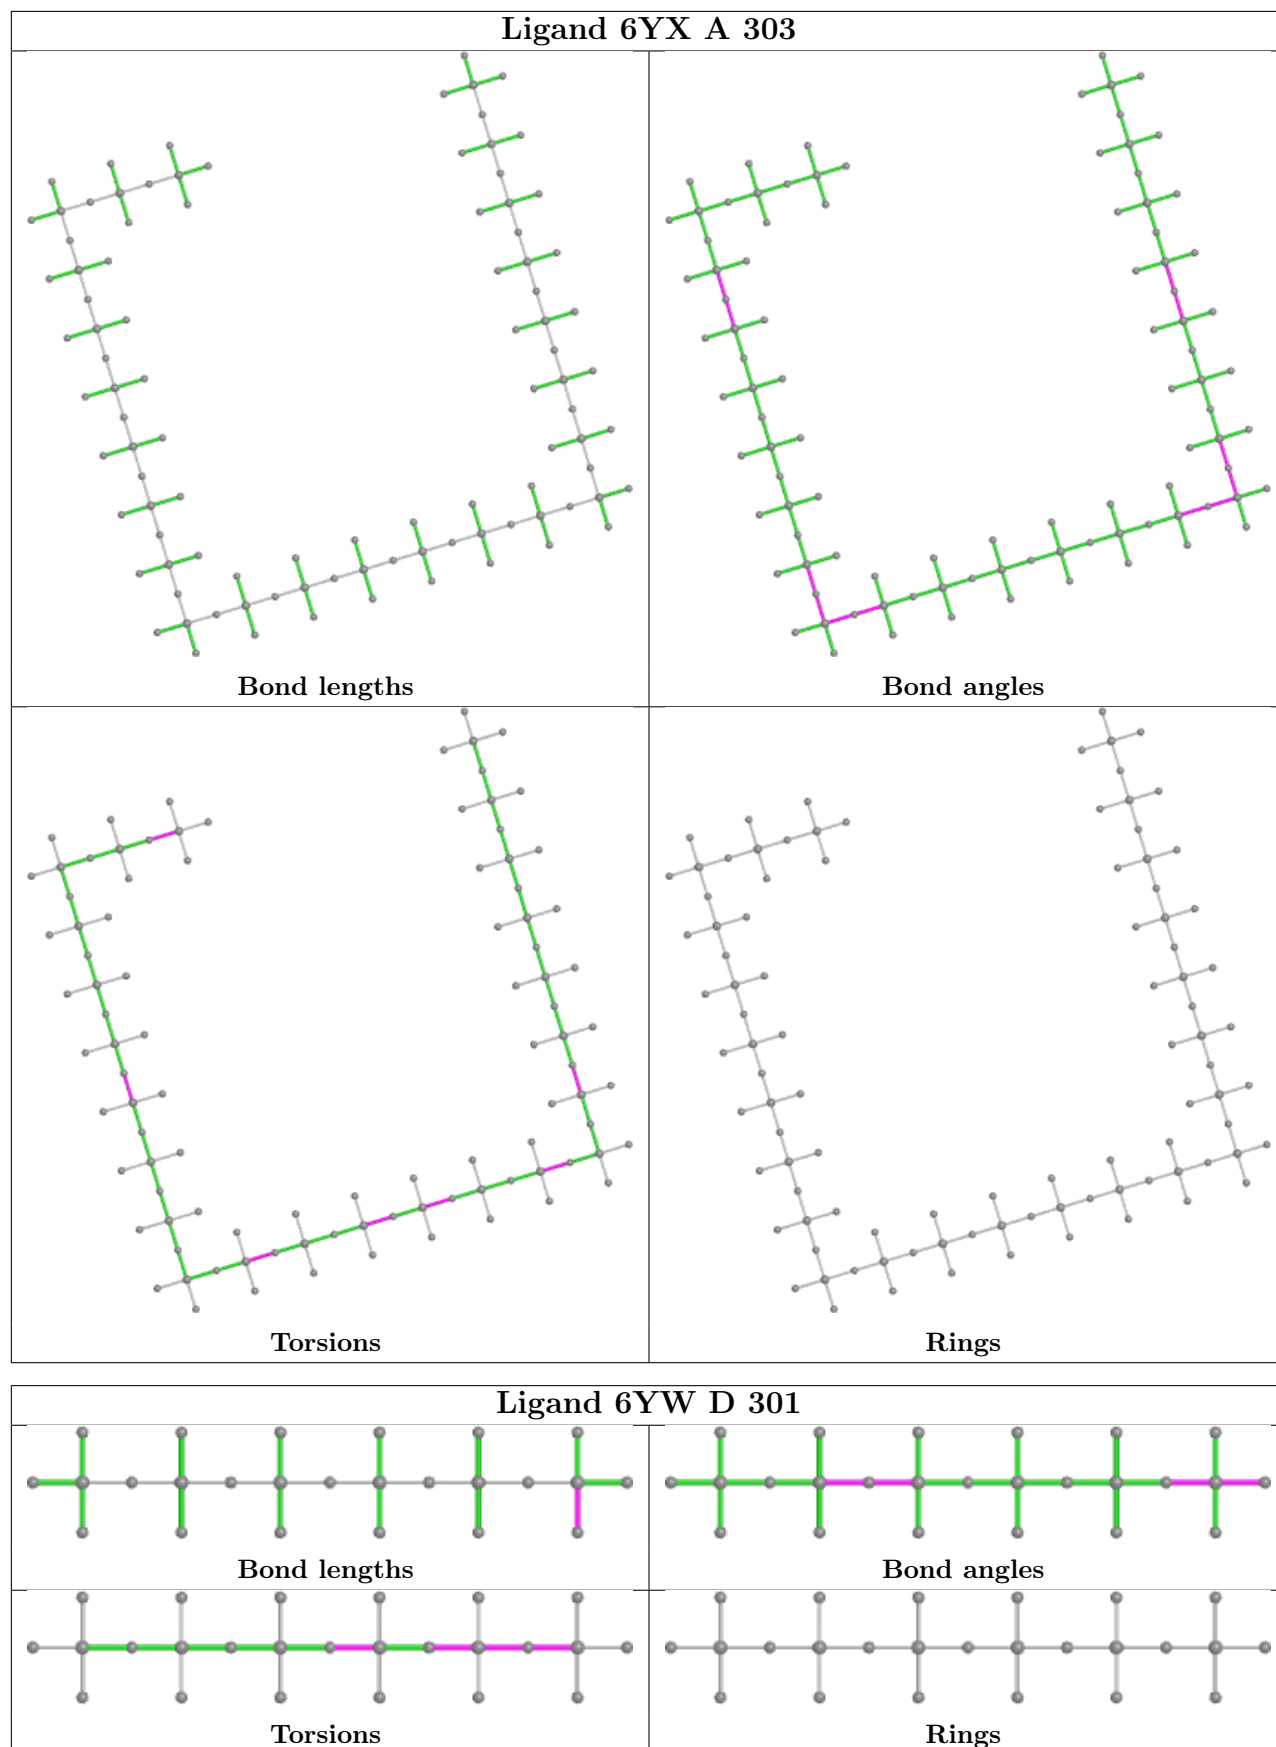 Ligand 6YX A 303
Bond lengths
Bond angles
Torsions
Rings
Ligand 6YW D 301
Bond lengths
Bond angles
Torsions
Rings